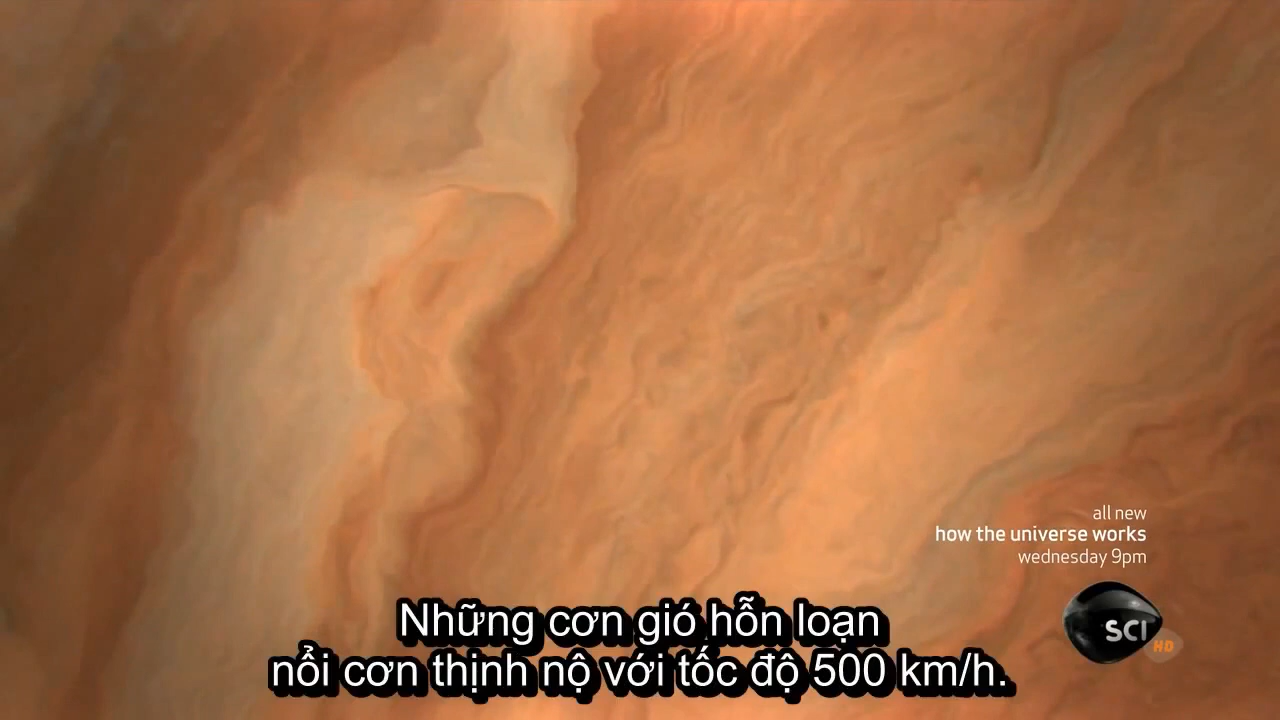 all new
how the universe works
wednesday 9pm
SCI
HD
Những cơn gió hỗn loạn
nổi cơn thịnh nộ với tốc độ 500 km/h.